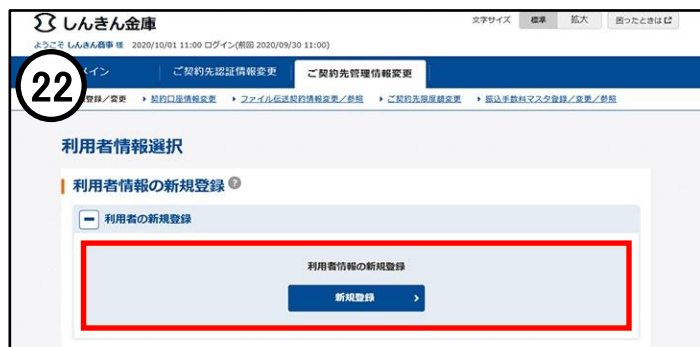 しんきん金庫
文字サイズ 標準 拡大 困ったときは
ようこそ しんきん商事 様 2020/10/01 11:00 ログイン(前回 2020/09/30 11:00)
メイン ご契約先認証情報変更 ご契約先管理情報変更
22
登録/変更 契約口座情報変更 ファイル伝送契約情報変更/参照 ご契約先限度額変更 振込手数料マスタ登録/変更/参照
利用者情報選択
利用者情報の新規登録 ?
利用者の新規登録
利用者情報の新規登録
新規登録